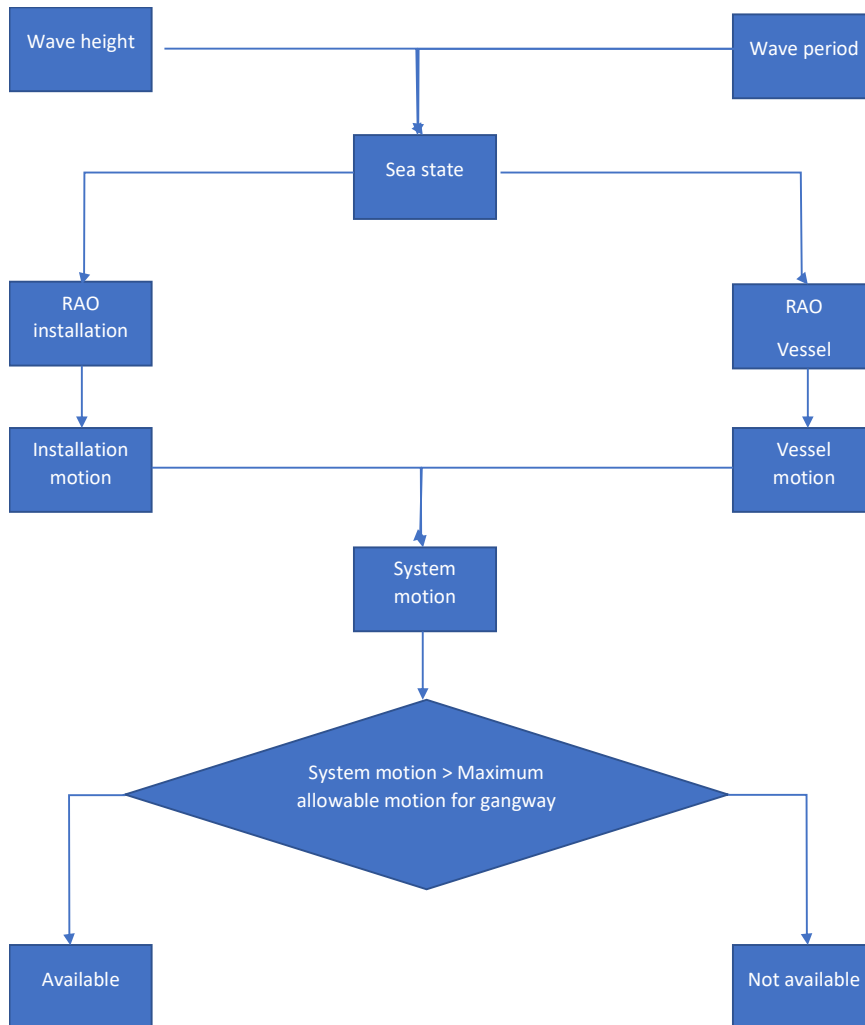 Wave height
Wave period
Sea state
RAO
installation
RAO
Vessel
Installation
motion
Vessel
motion
System
motion
System motion > Maximum
allowable motion for gangway
Available
Not available